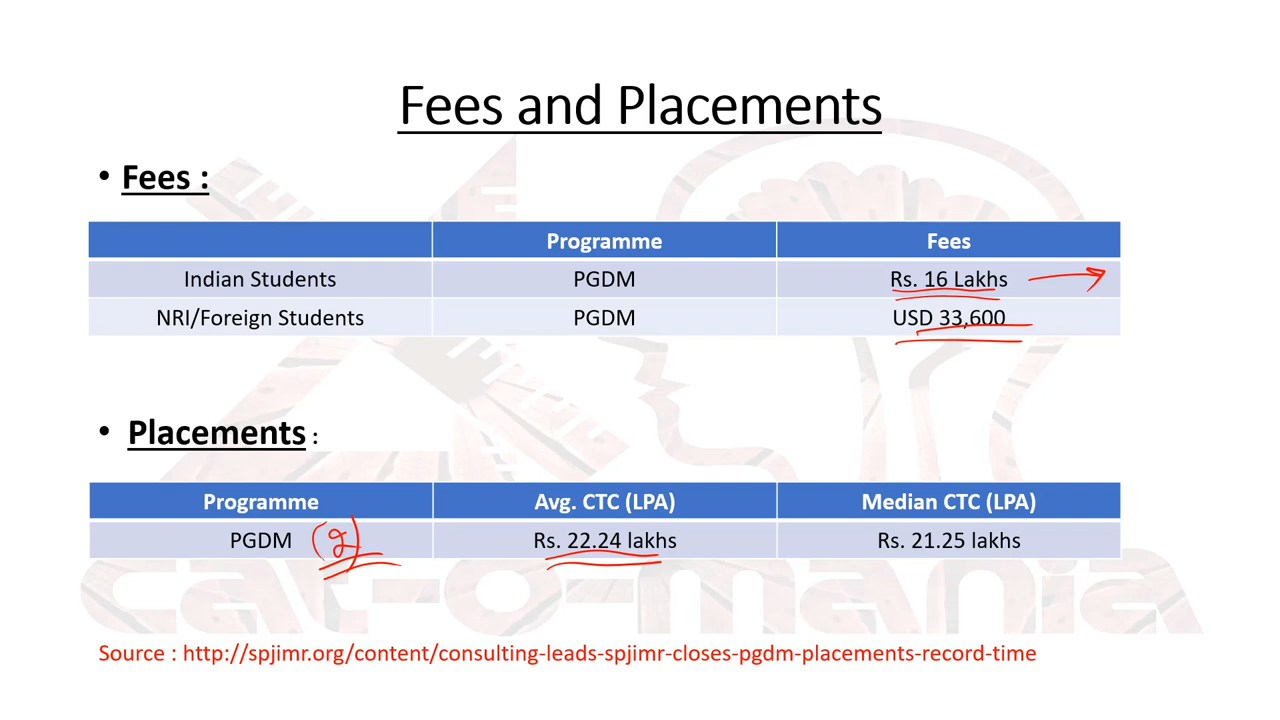 Fees and Placements
• Fees :
Programme Fees
Indian Students PGDM Rs. 16 Lakhs
NRI/Foreign Students PGDM USD 33,600
• Placements :
Programme Avg. CTC (LPA) Median CTC (LPA)
PGDM Rs. 22.24 lakhs Rs. 21.25 lakhs
cat-o-mania
Source : http://spjimr.org/content/consulting-leads-spjimr-closes-pgdm-placements-record-time